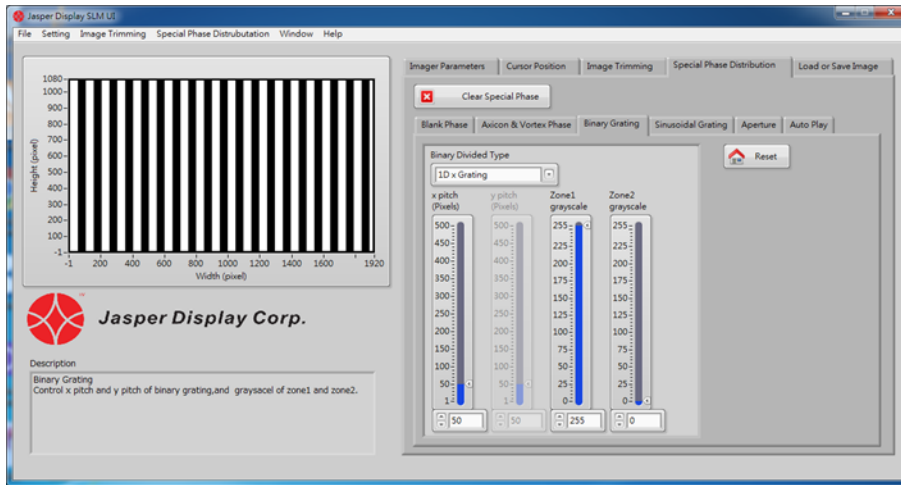 Jasper Display SLM UI
File Setting Image Trimming Special Phase Distrubutation Window Help
1080
1000
900
800
700
600
500
400
300
200
100
-1
Height (pixel)
-1 200 400 600 800 1000 1200 1400 1600 1920
Width (pixel)
Jasper Display Corp.
Description
Binary Grating
Control x pitch and y pitch of binary grating,and graysacel of zone1 and zone2.
Imager Parameters Cursor Position Image Trimming Special Phase Distribution Load or Save Image
Clear Special Phase
Blank Phase Axicon & Vortex Phase Binary Grating Sinusoidal Grating Aperture Auto Play
Binary Divided Type
1D x Grating
Reset
x pitch y pitch Zone1 Zone2
(Pixels) (Pixels) grayscale grayscale
500 500 255 255
450 450 225 225
400 400 200 200
350 350 175 175
300 300 150 150
250 250 125 125
200 200 100 100
150 150 75 75
100 100 50 50
50 50 25 25
1 1 0 0
50 50 255 0